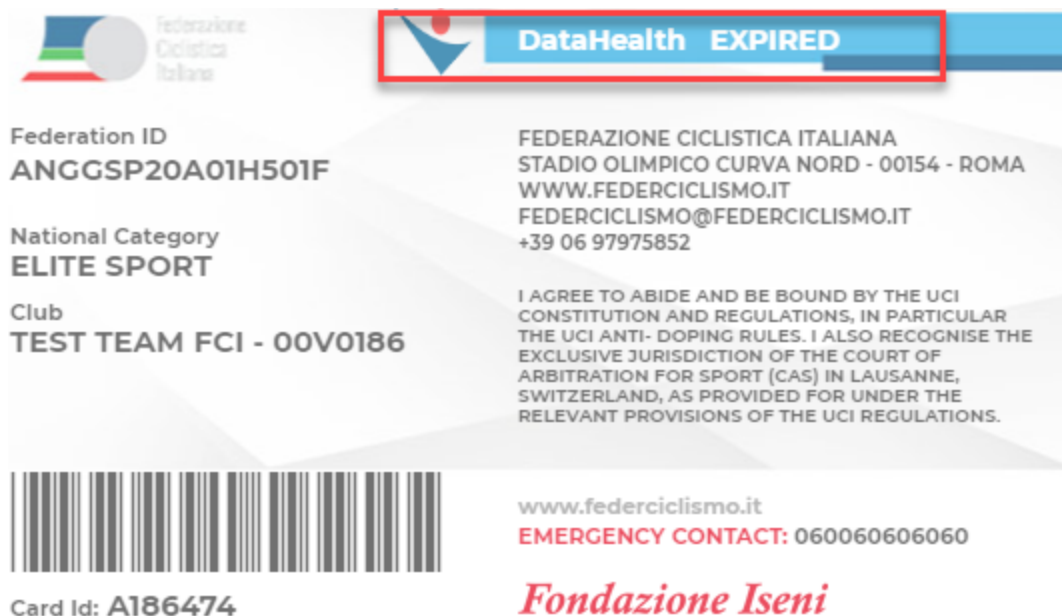 Federazione
Ciclistica
Italiana
DataHealth EXPIRED
Federation ID
ANGGSP20A01H501F
National Category
ELITE SPORT
Club
TEST TEAM FCI - 00V0186
FEDERAZIONE CICLISTICA ITALIANA
STADIO OLIMPICO CURVA NORD - 00154 - ROMA
WWW.FEDERCICLISMO.IT
FEDERCICLISMO@FEDERCICLISMO.IT
+39 06 97975852
I AGREE TO ABIDE AND BE BOUND BY THE UCI
CONSTITUTION AND REGULATIONS, IN PARTICULAR
THE UCI ANTI- DOPING RULES. I ALSO RECOGNISE THE
EXCLUSIVE JURISDICTION OF THE COURT OF
ARBITRATION FOR SPORT (CAS) IN LAUSANNE,
SWITZERLAND, AS PROVIDED FOR UNDER THE
RELEVANT PROVISIONS OF THE UCI REGULATIONS.
Card Id: A186474
www.federciclismo.it
EMERGENCY CONTACT: 060060606060
Fondazione Iseni